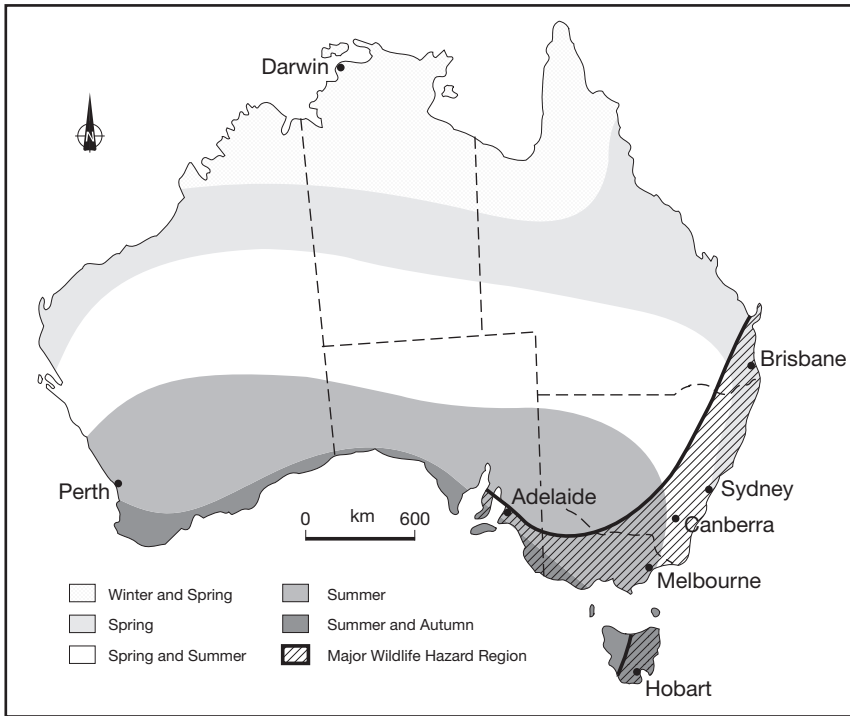 Darwin
N
Brisbane
Perth
Adelaide
Sydney
0 km 600
Canberra
Melbourne
Winter and Spring
Summer
Spring
Summer and Autumn
Spring and Summer
Major Wildlife Hazard Region
Hobart